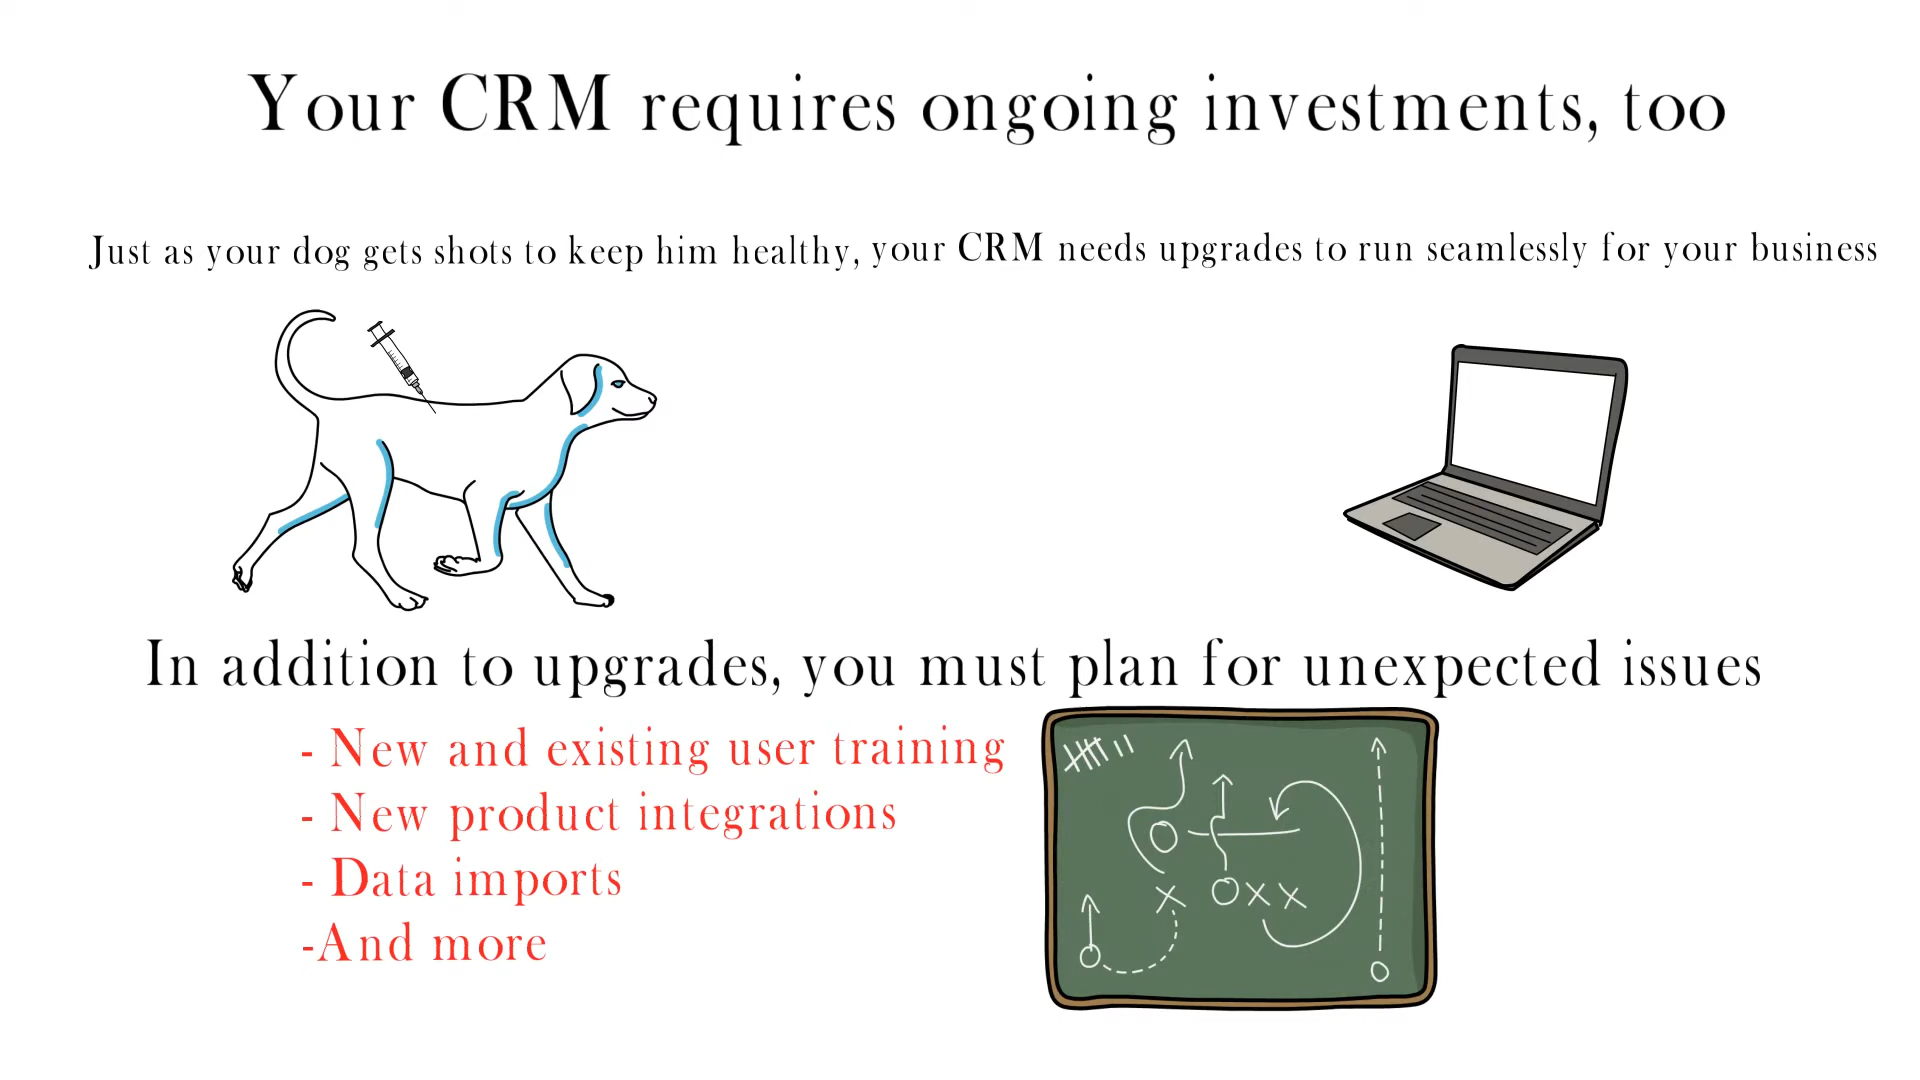 Your CRM requires ongoing investments, too
Just as your dog gets shots to keep him healthy, your CRM needs upgrades to run seamlessly for your business
In addition to upgrades, you must plan for unexpected issues
- New and existing user training
- New product integrations
- Data imports
-And more